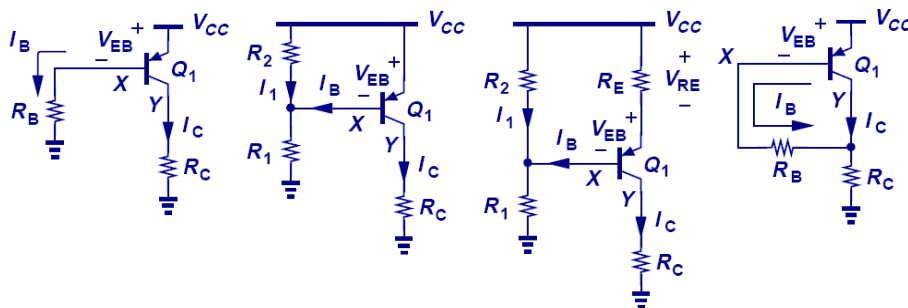 V_CC
I_B
V_EB
+
−
X
Q_1
R_B
Y
I_C
R_C
V_CC
R_2
V_EB
+
−
I_1
I_B
X
Q_1
Y
R_1
I_C
R_C
V_CC
R_2
R_E
+
V_RE
−
I_1
V_EB
+
I_B
−
X
Q_1
R_1
Y
I_C
R_C
V_CC
V_EB
+
−
X
Q_1
I_B
Y
I_C
R_B
R_C